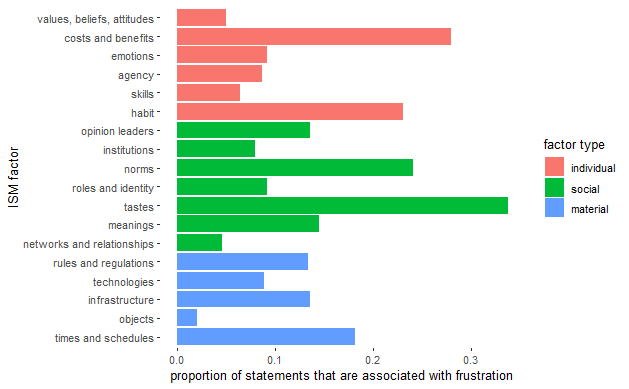 values, beliefs, attitudes
costs and benefits
emotions
agency
skills
habit
opinion leaders
institutions
norms
roles and identity
tastes
meanings
networks and relationships
rules and regulations
technologies
infrastructure
objects
times and schedules
ISM factor
0.0 0.1 0.2 0.3
proportion of statements that are associated with frustration
factor type
individual
social
material